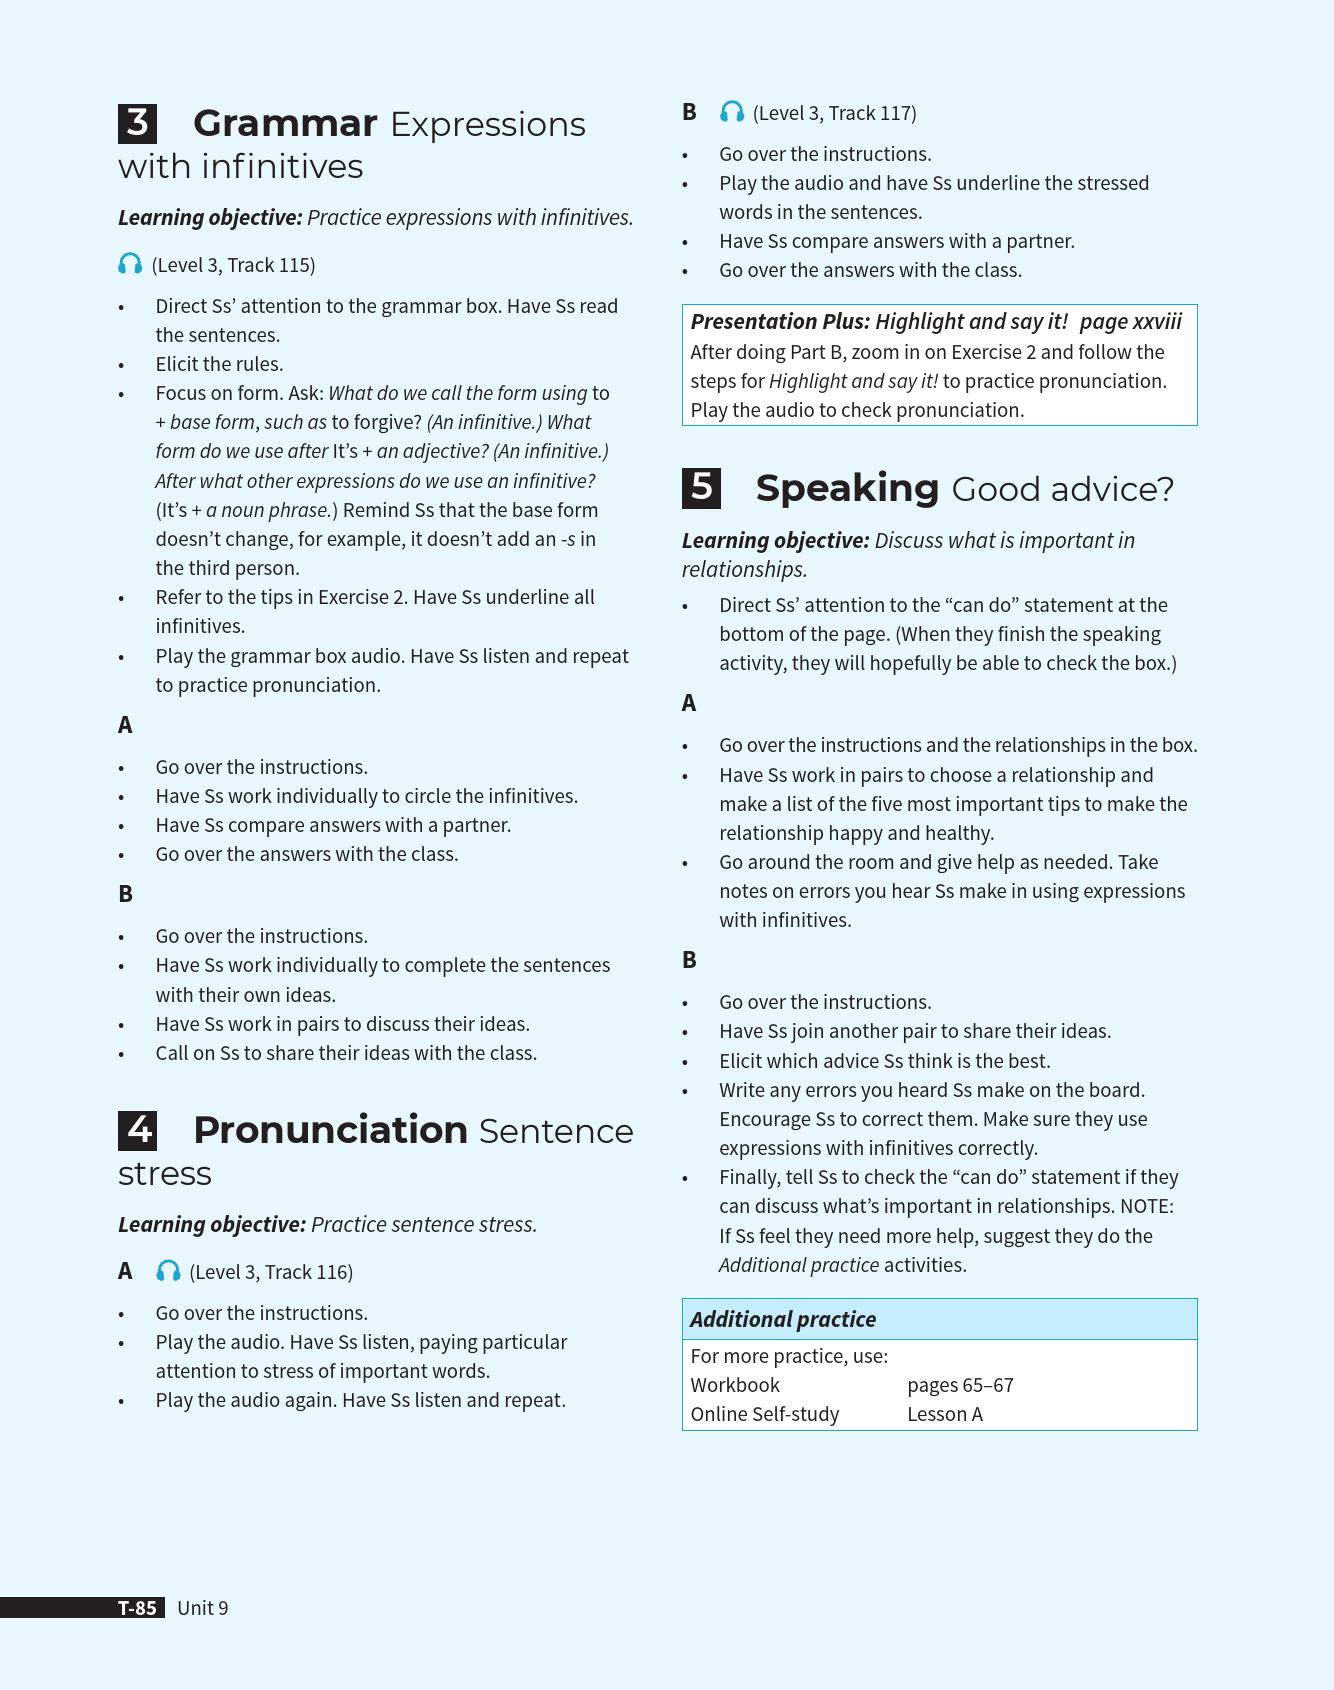 3 Grammar Expressions
with infinitives
Learning objective: Practice expressions with infinitives.
(Level 3, Track 115)
• Direct Ss’ attention to the grammar box. Have Ss read
the sentences.
• Elicit the rules.
• Focus on form. Ask: What do we call the form using to
+ base form, such as to forgive? (An infinitive.) What
form do we use after It’s + an adjective? (An infinitive.)
After what other expressions do we use an infinitive?
(It’s + a noun phrase.) Remind Ss that the base form
doesn’t change, for example, it doesn’t add an -s in
the third person.
• Refer to the tips in Exercise 2. Have Ss underline all
infinitives.
• Play the grammar box audio. Have Ss listen and repeat
to practice pronunciation.
A
• Go over the instructions.
• Have Ss work individually to circle the infinitives.
• Have Ss compare answers with a partner.
• Go over the answers with the class.
B
• Go over the instructions.
• Have Ss work individually to complete the sentences
with their own ideas.
• Have Ss work in pairs to discuss their ideas.
• Call on Ss to share their ideas with the class.
4 Pronunciation Sentence
stress
Learning objective: Practice sentence stress.
A (Level 3, Track 116)
• Go over the instructions.
• Play the audio. Have Ss listen, paying particular
attention to stress of important words.
• Play the audio again. Have Ss listen and repeat.
B (Level 3, Track 117)
• Go over the instructions.
• Play the audio and have Ss underline the stressed
words in the sentences.
• Have Ss compare answers with a partner.
• Go over the answers with the class.
Presentation Plus: Highlight and say it! page xxviii
After doing Part B, zoom in on Exercise 2 and follow the
steps for Highlight and say it! to practice pronunciation.
Play the audio to check pronunciation.
5 Speaking Good advice?
Learning objective: Discuss what is important in
relationships.
• Direct Ss’ attention to the “can do” statement at the
bottom of the page. (When they finish the speaking
activity, they will hopefully be able to check the box.)
A
• Go over the instructions and the relationships in the box.
• Have Ss work in pairs to choose a relationship and
make a list of the five most important tips to make the
relationship happy and healthy.
• Go around the room and give help as needed. Take
notes on errors you hear Ss make in using expressions
with infinitives.
B
• Go over the instructions.
• Have Ss join another pair to share their ideas.
• Elicit which advice Ss think is the best.
• Write any errors you heard Ss make on the board.
Encourage Ss to correct them. Make sure they use
expressions with infinitives correctly.
• Finally, tell Ss to check the “can do” statement if they
can discuss what’s important in relationships. NOTE:
If Ss feel they need more help, suggest they do the
Additional practice activities.
Additional practice
For more practice, use:
Workbook pages 65–67
Online Self-study Lesson A
T-85 Unit 9